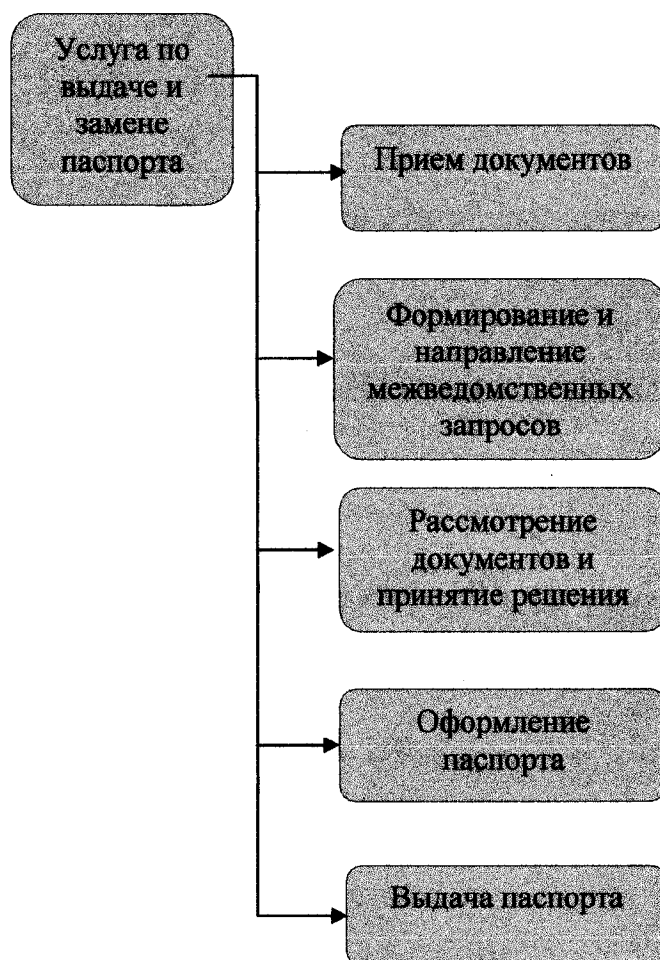 Услуга по
выдаче и
замене
паспорта
Прием документов
Формирование и
направление
межведомственных
запросов
Рассмотрение
документов и
принятие решения
Оформление
паспорта
Выдача паспорта